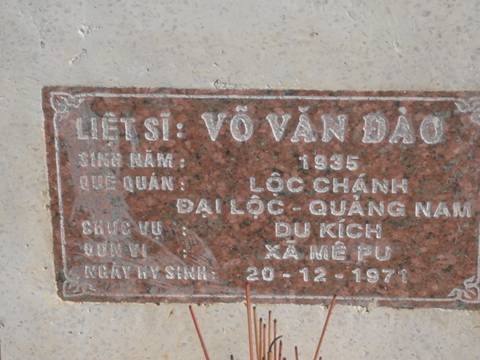 LIỆT SĨ: VÕ VĂN ĐÀO
SINH NĂM: 1935
QUÊ QUÁN: LỘC CHÁNH
ĐẠI LỘC - QUẢNG NAM
CHỨC VỤ: DU KÍCH
ĐƠN VỊ: XÃ MÊ PU
NGÀY HY SINH: 20 - 12 - 1971